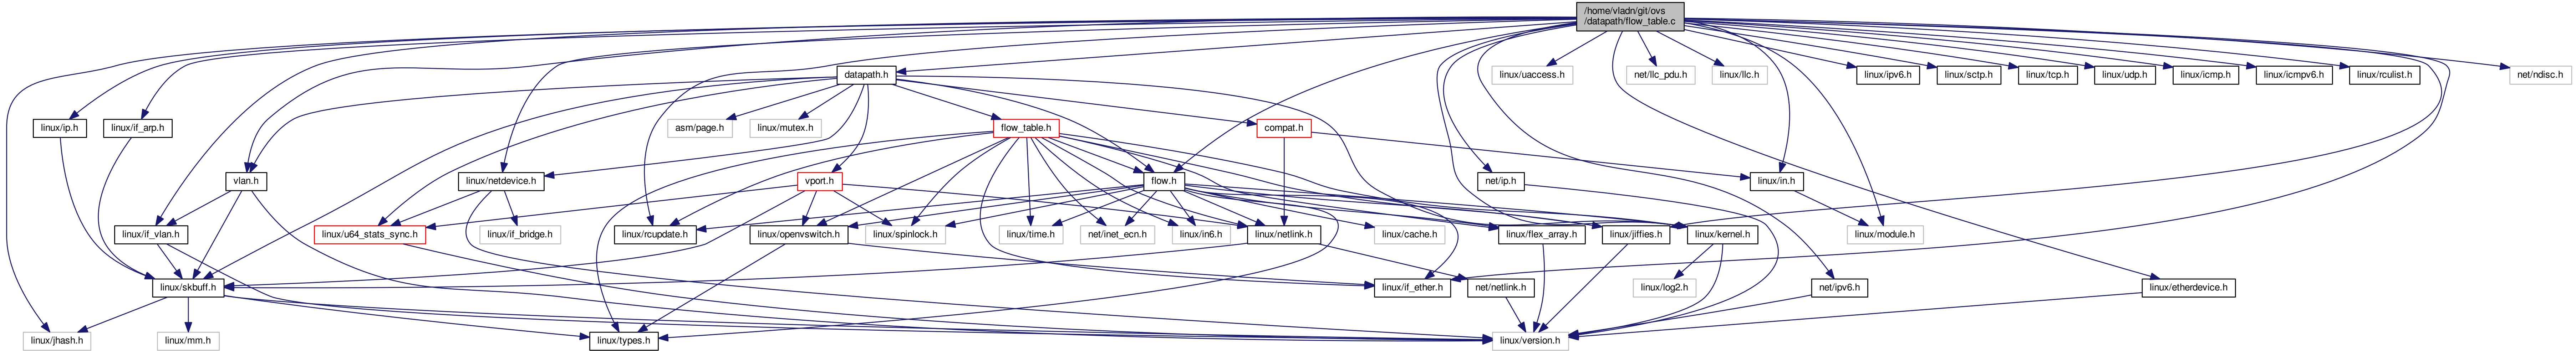 /home/vladn/git/ovs
/datapath/flow_table.c
datapath.h
linux/uaccess.h
net/llc_pdu.h
linux/llc.h
linux/ipv6.h
linux/sctp.h
linux/tcp.h
linux/udp.h
linux/icmp.h
linux/icmpv6.h
linux/rculist.h
net/ndisc.h
linux/ip.h
linux/if_arp.h
asm/page.h
linux/mutex.h
flow_table.h
compat.h
vlan.h
linux/netdevice.h
vport.h
flow.h
net/ip.h
linux/in.h
linux/if_vlan.h
linux/u64_stats_sync.h
linux/if_bridge.h
linux/rcupdate.h
linux/openvswitch.h
linux/spinlock.h
linux/time.h
net/inet_ecn.h
linux/in6.h
linux/netlink.h
linux/cache.h
linux/flex_array.h
linux/jiffies.h
linux/kernel.h
linux/module.h
linux/skbuff.h
linux/if_ether.h
net/netlink.h
linux/log2.h
net/ipv6.h
linux/etherdevice.h
linux/jhash.h
linux/mm.h
linux/types.h
linux/version.h